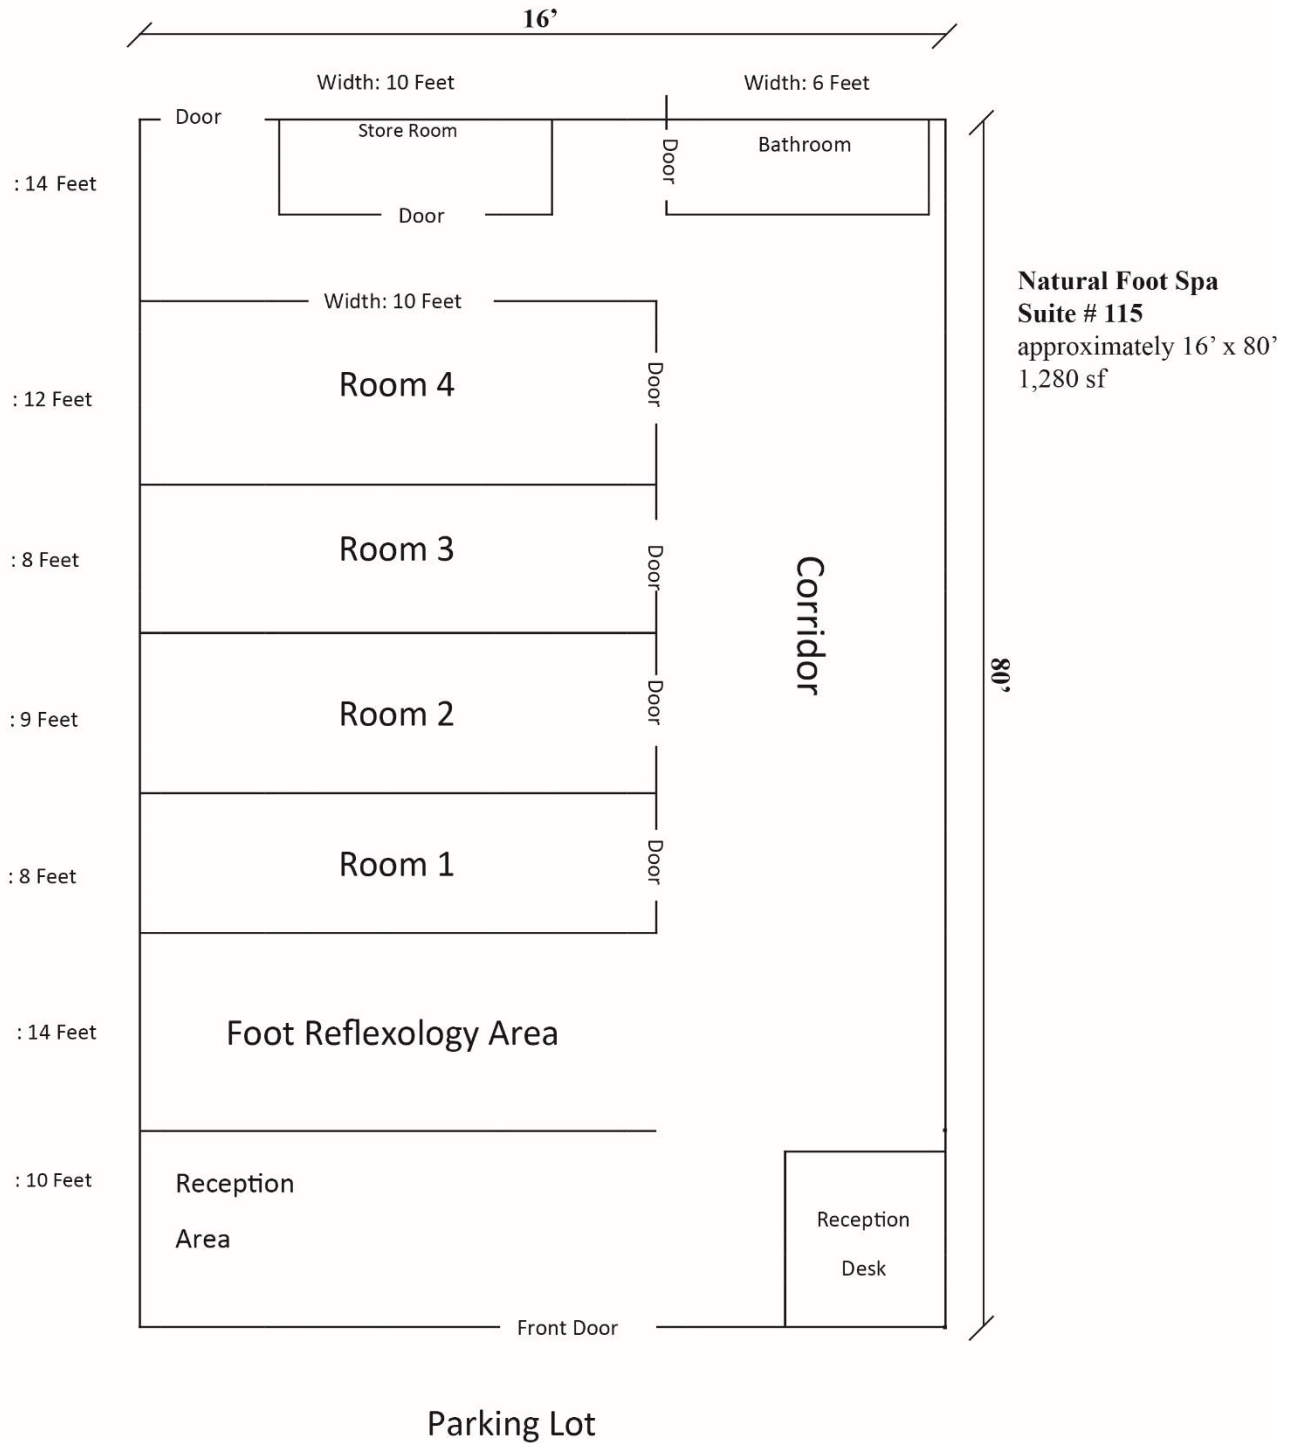 16’
Width: 10 Feet
Width: 6 Feet
Door
Store Room
Door
Bathroom
: 14 Feet
Door
Natural Foot Spa
Suite # 115
approximately 16’ x 80’
1,280 sf
Width: 10 Feet
Room 4
Door
: 12 Feet
Room 3
Door
: 8 Feet
Corridor
80’
Room 2
Door
: 9 Feet
Room 1
Door
: 8 Feet
Foot Reflexology Area
: 14 Feet
: 10 Feet
Reception
Area
Reception
Desk
Front Door
Parking Lot